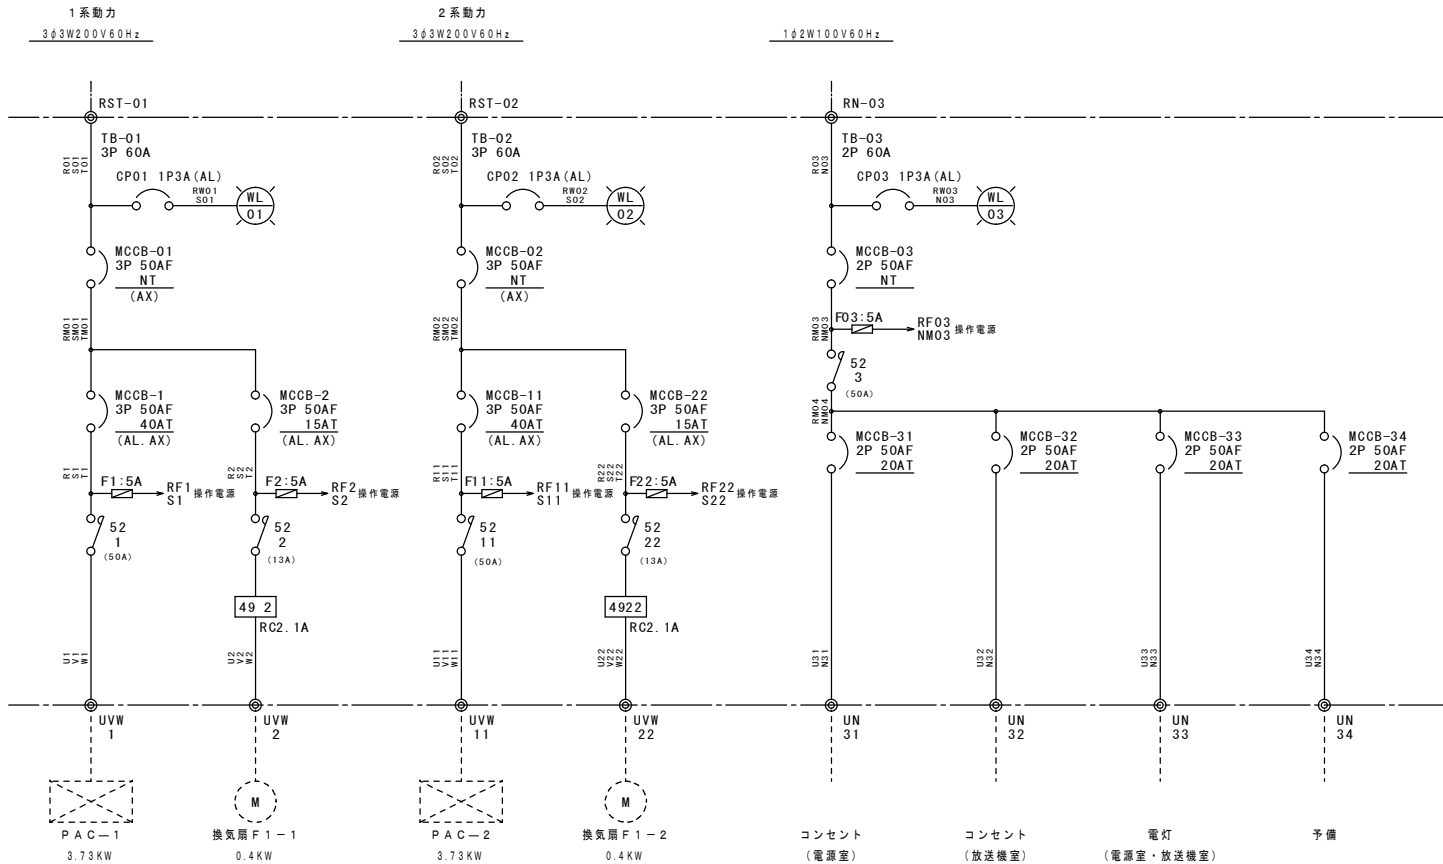 1系動力
3φ3W200V60Hz
2系動力
3φ3W200V60Hz
1φ2W100V60Hz
RST-01
RST-02
RN-03
TB-01
3P 60A
TB-02
3P 60A
TB-03
2P 60A
R01
S01
T01
R02
S02
T02
R03
N03
CP01 1P3A(AL)
RW01
S01
WL
01
CP02 1P3A(AL)
RW02
S02
WL
02
CP03 1P3A(AL)
RW03
N03
WL
03
MCCB-01
3P 50AF
NT
(AX)
MCCB-02
3P 50AF
NT
(AX)
MCCB-03
2P 50AF
NT
RM01
SM01
TM01
RM02
SM02
TM02
RM03
NM03
F03:5A
RF03
NM03
操作電源
52
3
(50A)
RM04
NM04
MCCB-1
3P 50AF
40AT
(AL.AX)
MCCB-2
3P 50AF
15AT
(AL.AX)
MCCB-11
3P 50AF
40AT
(AL.AX)
MCCB-22
3P 50AF
15AT
(AL.AX)
MCCB-31
2P 50AF
20AT
MCCB-32
2P 50AF
20AT
MCCB-33
2P 50AF
20AT
MCCB-34
2P 50AF
20AT
R1
S1
T1
F1:5A
RF1
S1
操作電源
R2
S2
T2
F2:5A
RF2
S2
操作電源
R11
S11
T11
F11:5A
RF11
S11
操作電源
R22
S22
T22
F22:5A
RF22
S22
操作電源
52
1
(50A)
52
2
(13A)
52
11
(50A)
52
22
(13A)
49 2
RC2.1A
4922
RC2.1A
U1
V1
W1
U2
V2
W2
U11
V11
W11
U22
V22
W22
U31
N31
U32
N32
U33
N33
U34
N34
UVW
1
UVW
2
UVW
11
UVW
22
UN
31
UN
32
UN
33
UN
34
M
M
PAC—1
3.73KW
換気扇F1-1
0.4KW
PAC—2
3.73KW
換気扇F1-2
0.4KW
コンセント
(電源室)
コンセント
(放送機室)
電灯
(電源室・放送機室)
予備